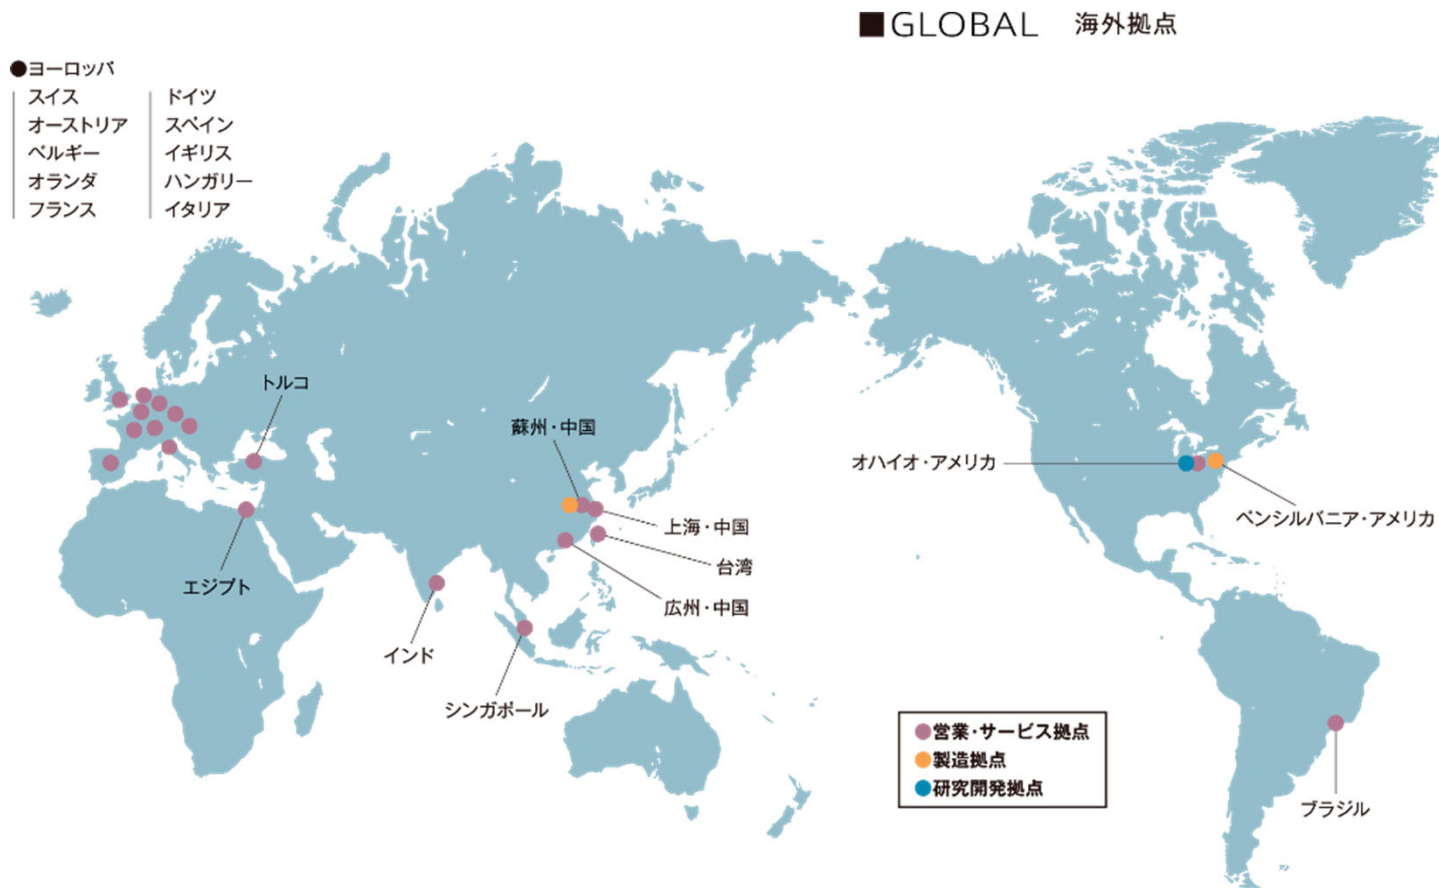 ■GLOBAL 海外拠点
●ヨーロッパ
スイス
オーストリア
ベルギー
オランダ
フランス
ドイツ
スペイン
イギリス
ハンガリー
イタリア
トルコ
蘇州・中国
オハイオ・アメリカ
ペンシルバニア・アメリカ
上海・中国
台湾
エジプト
広州・中国
インド
シンガポール
営業・サービス拠点
製造拠点
研究開発拠点
ブラジル